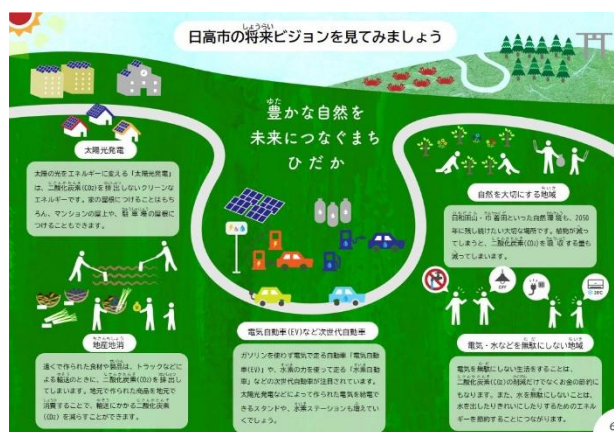 日高市の将来ビジョンを見てみましょう
豊かな自然を
未来につなぐまち
ひだか
太陽光発電
太陽の光をエネルギーに変える「太陽光発電」
は、二酸化炭素(CO2)を排出しないクリーンな
エネルギーです。家の屋根につけることはもち
ろん、マンションの屋上や、駐車場の屋根に
つけることもできます。
地産地消
遠くで作られた食材や製品は、トラックなどに
よる輸送のときに、二酸化炭素(CO2)を排出し
てしまいます。地元で作られた商品を地元で
消費することで、輸送にかかる二酸化炭素
(CO2)を減らすことができます。
電気自動車(EV)など次世代自動車
ガソリンを使わず電気で走る自動車「電気自動
車(EV)」や、水素の力を使って走る「水素自
動車」などの次世代自動車が注目されています。
太陽光発電などによって作られた電気を給電で
きるスタンドや、水素ステーションも増えてい
くでしょう。
自然を大切にする地域
日和田山・巾着田といった自然環境も、2050
年に残し続けたい大切な場所です。植物が減っ
てしまうと、二酸化炭素(CO2)を吸収する量も
減ってしまいます。
OFF
電気・水などを無駄にしない地域
電気を無駄にしない生活をすることは、
二酸化炭素(CO2)の削減だけでなくお金の節約に
もなります。また、水を無駄にしないことは、
水を出したりきれいにしたりするためのエネルギー
を節約することにつながります。
6